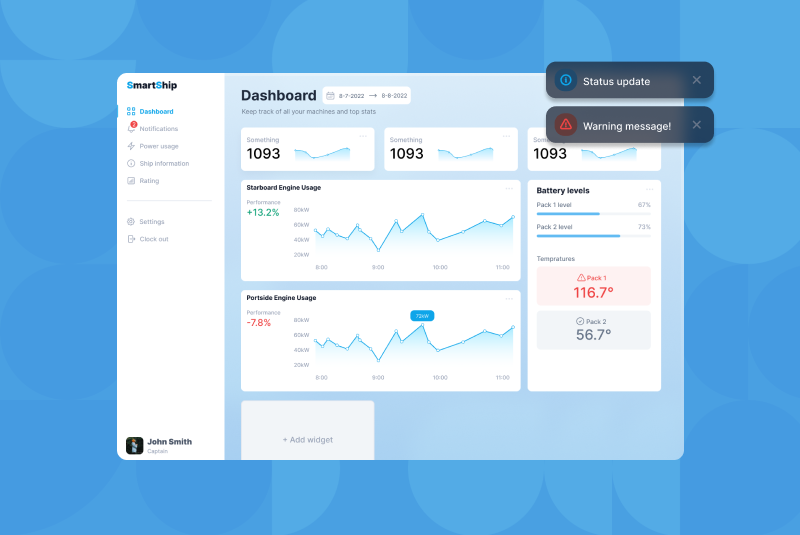 SmartShip
Dashboard
2
Notifications
Power usage
Ship information
Rating
Settings
Clock out
John Smith
Captain
Dashboard
8-7-2022 → 8-8-2022
Keep track of all your machines and top stats
Status update
Warning message!
Something
1093
Something
1093
1093
Starboard Engine Usage
Performance
+13.2%
80kW
60kW
40kW
20kW
8:00 9:00 10:00 11:00
Portside Engine Usage
Performance
-7.8%
70kW
80kW
60kW
40kW
20kW
8:00 9:00 10:00 11:00
Battery levels
Pack 1 level 67%
Pack 2 level 73%
Tempratures
Pack 1
116.7°
Pack 2
56.7°
+ Add widget